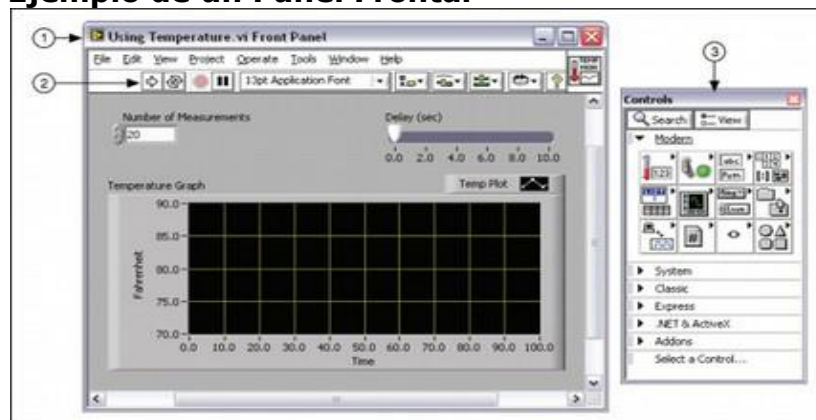 Ejemplo de un Panel Frontal
1
Using Temperature.vi Front Panel
File Edit View Project Operate Tools Window Help
2
13pt Application Font
Number of Measurements
20
Delay (sec)
0.0 2.0 4.0 6.0 8.0 10.0
Temperature Graph
Temp Plot
90.0
85.0
80.0
75.0
70.0
Fahrenheit
0.0 10.0 20.0 30.0 40.0 50.0 60.0 70.0 80.0 90.0 100.0
Time
3
Controls
Search View
Modern
System
Classic
Express
.NET & ActiveX
Addons
Select a Control...